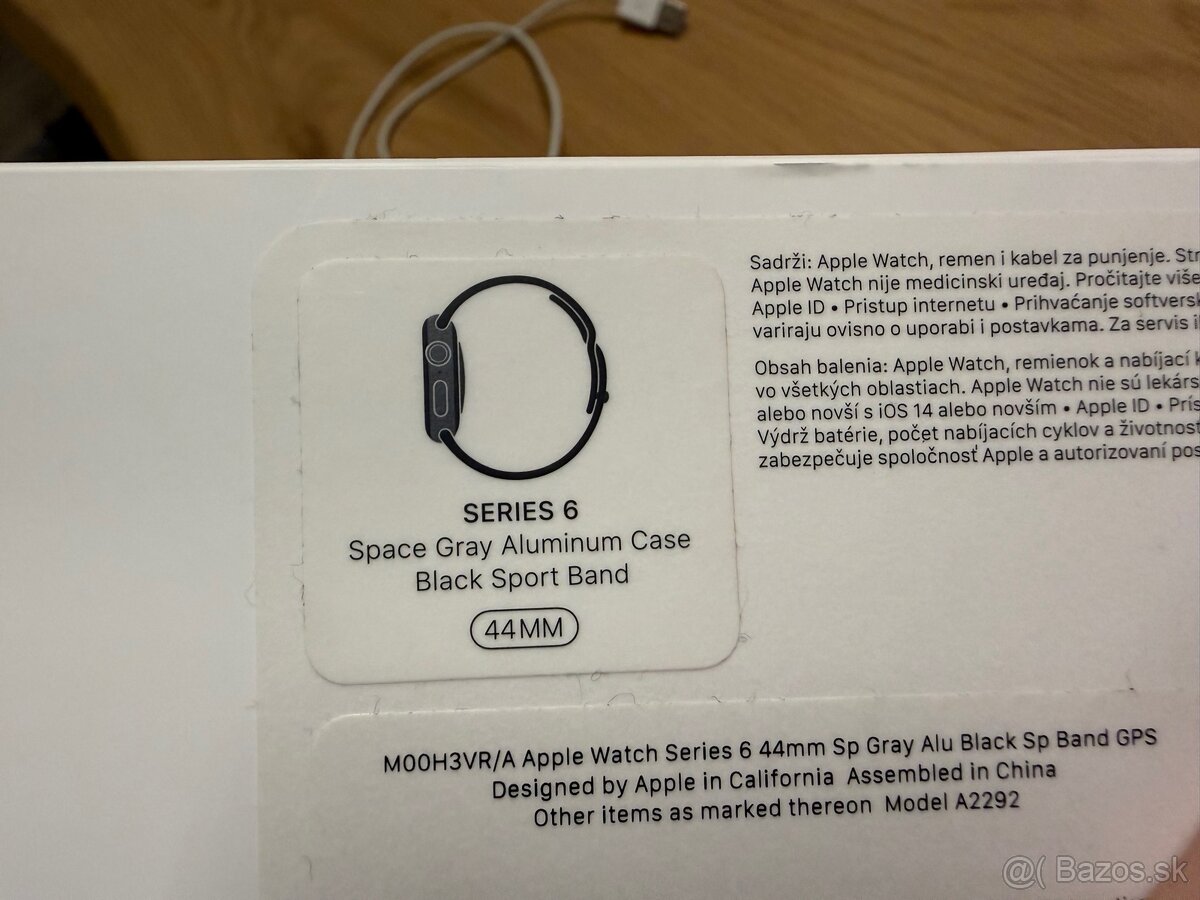 SERIES 6
Space Gray Aluminum Case
Black Sport Band
44MM
Sadrži: Apple Watch, remen i kabel za punjenje.
Apple Watch nije medicinski uređaj. Pročitajte više
Apple ID • Pristup internetu • Prihvaćanje
variraju ovisno o uporabi i postavkama. Za servis
Obsah balenia: Apple Watch, remienok a nabíjací
vo všetkých oblastiach. Apple Watch nie sú
alebo novší s iOS 14 alebo novším • Apple ID •
Výdrž batérie, počet nabíjacích cyklov a
zabezpečuje spoločnosť Apple a autorizovaní
M00H3VR/A Apple Watch Series 6 44mm Sp Gray Alu Black Sp Band GPS
Designed by Apple in California Assembled in China
Other items as marked thereon Model A2292
@( Bazos.sk